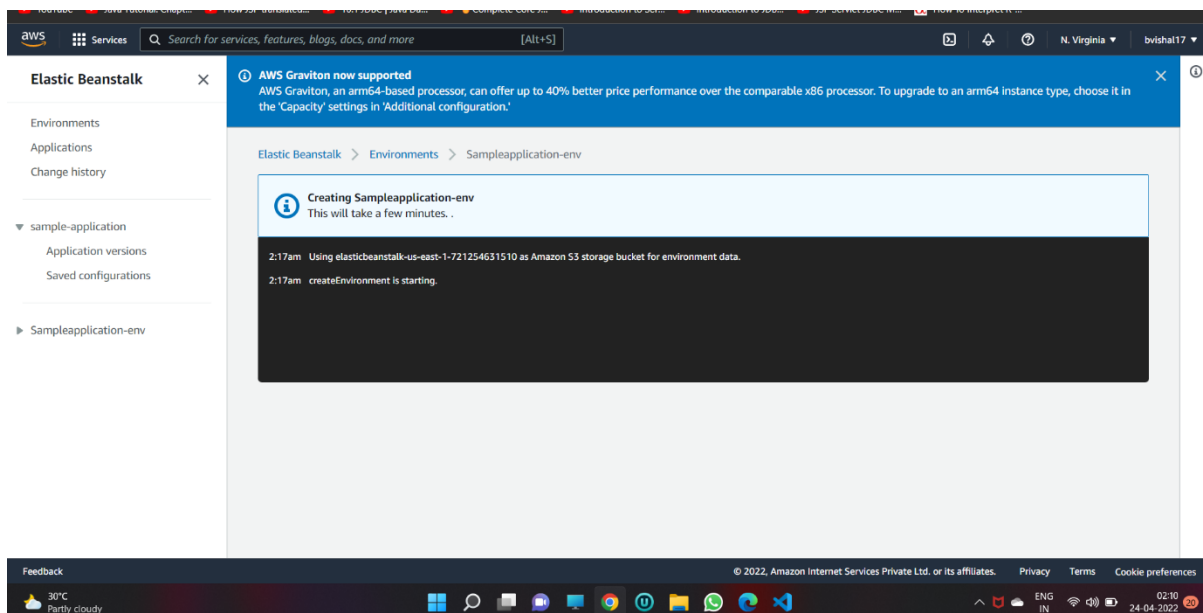 aws
Services
Search for services, features, blogs, docs, and more
[Alt+S]
N. Virginia
bvishal17
Elastic Beanstalk
Environments
Applications
Change history
sample-application
Application versions
Saved configurations
Sampleapplication-env
AWS Graviton now supported
AWS Graviton, an arm64-based processor, can offer up to 40% better price performance over the comparable x86 processor. To upgrade to an arm64 instance type, choose it in
the 'Capacity' settings in 'Additional configuration.'
Elastic Beanstalk > Environments > Sampleapplication-env
Creating Sampleapplication-env
This will take a few minutes. .
2:17am Using elasticbeanstalk-us-east-1-721254631510 as Amazon S3 storage bucket for environment data.
2:17am createEnvironment is starting.
Feedback
© 2022, Amazon Internet Services Private Ltd. or its affiliates.
Privacy
Terms
Cookie preferences
30°C
Partly cloudy
ENG
IN
02:10
24-04-2022
20